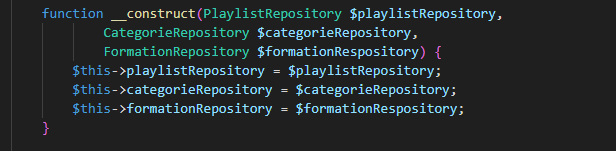 function __construct(PlaylistRepository $playlistRepository,
CategorieRepository $categorieRepository,
FormationRepository $formationRespository) {
$this->playlistRepository = $playlistRepository;
$this->categorieRepository = $categorieRepository;
$this->formationRepository = $formationRespository;
}